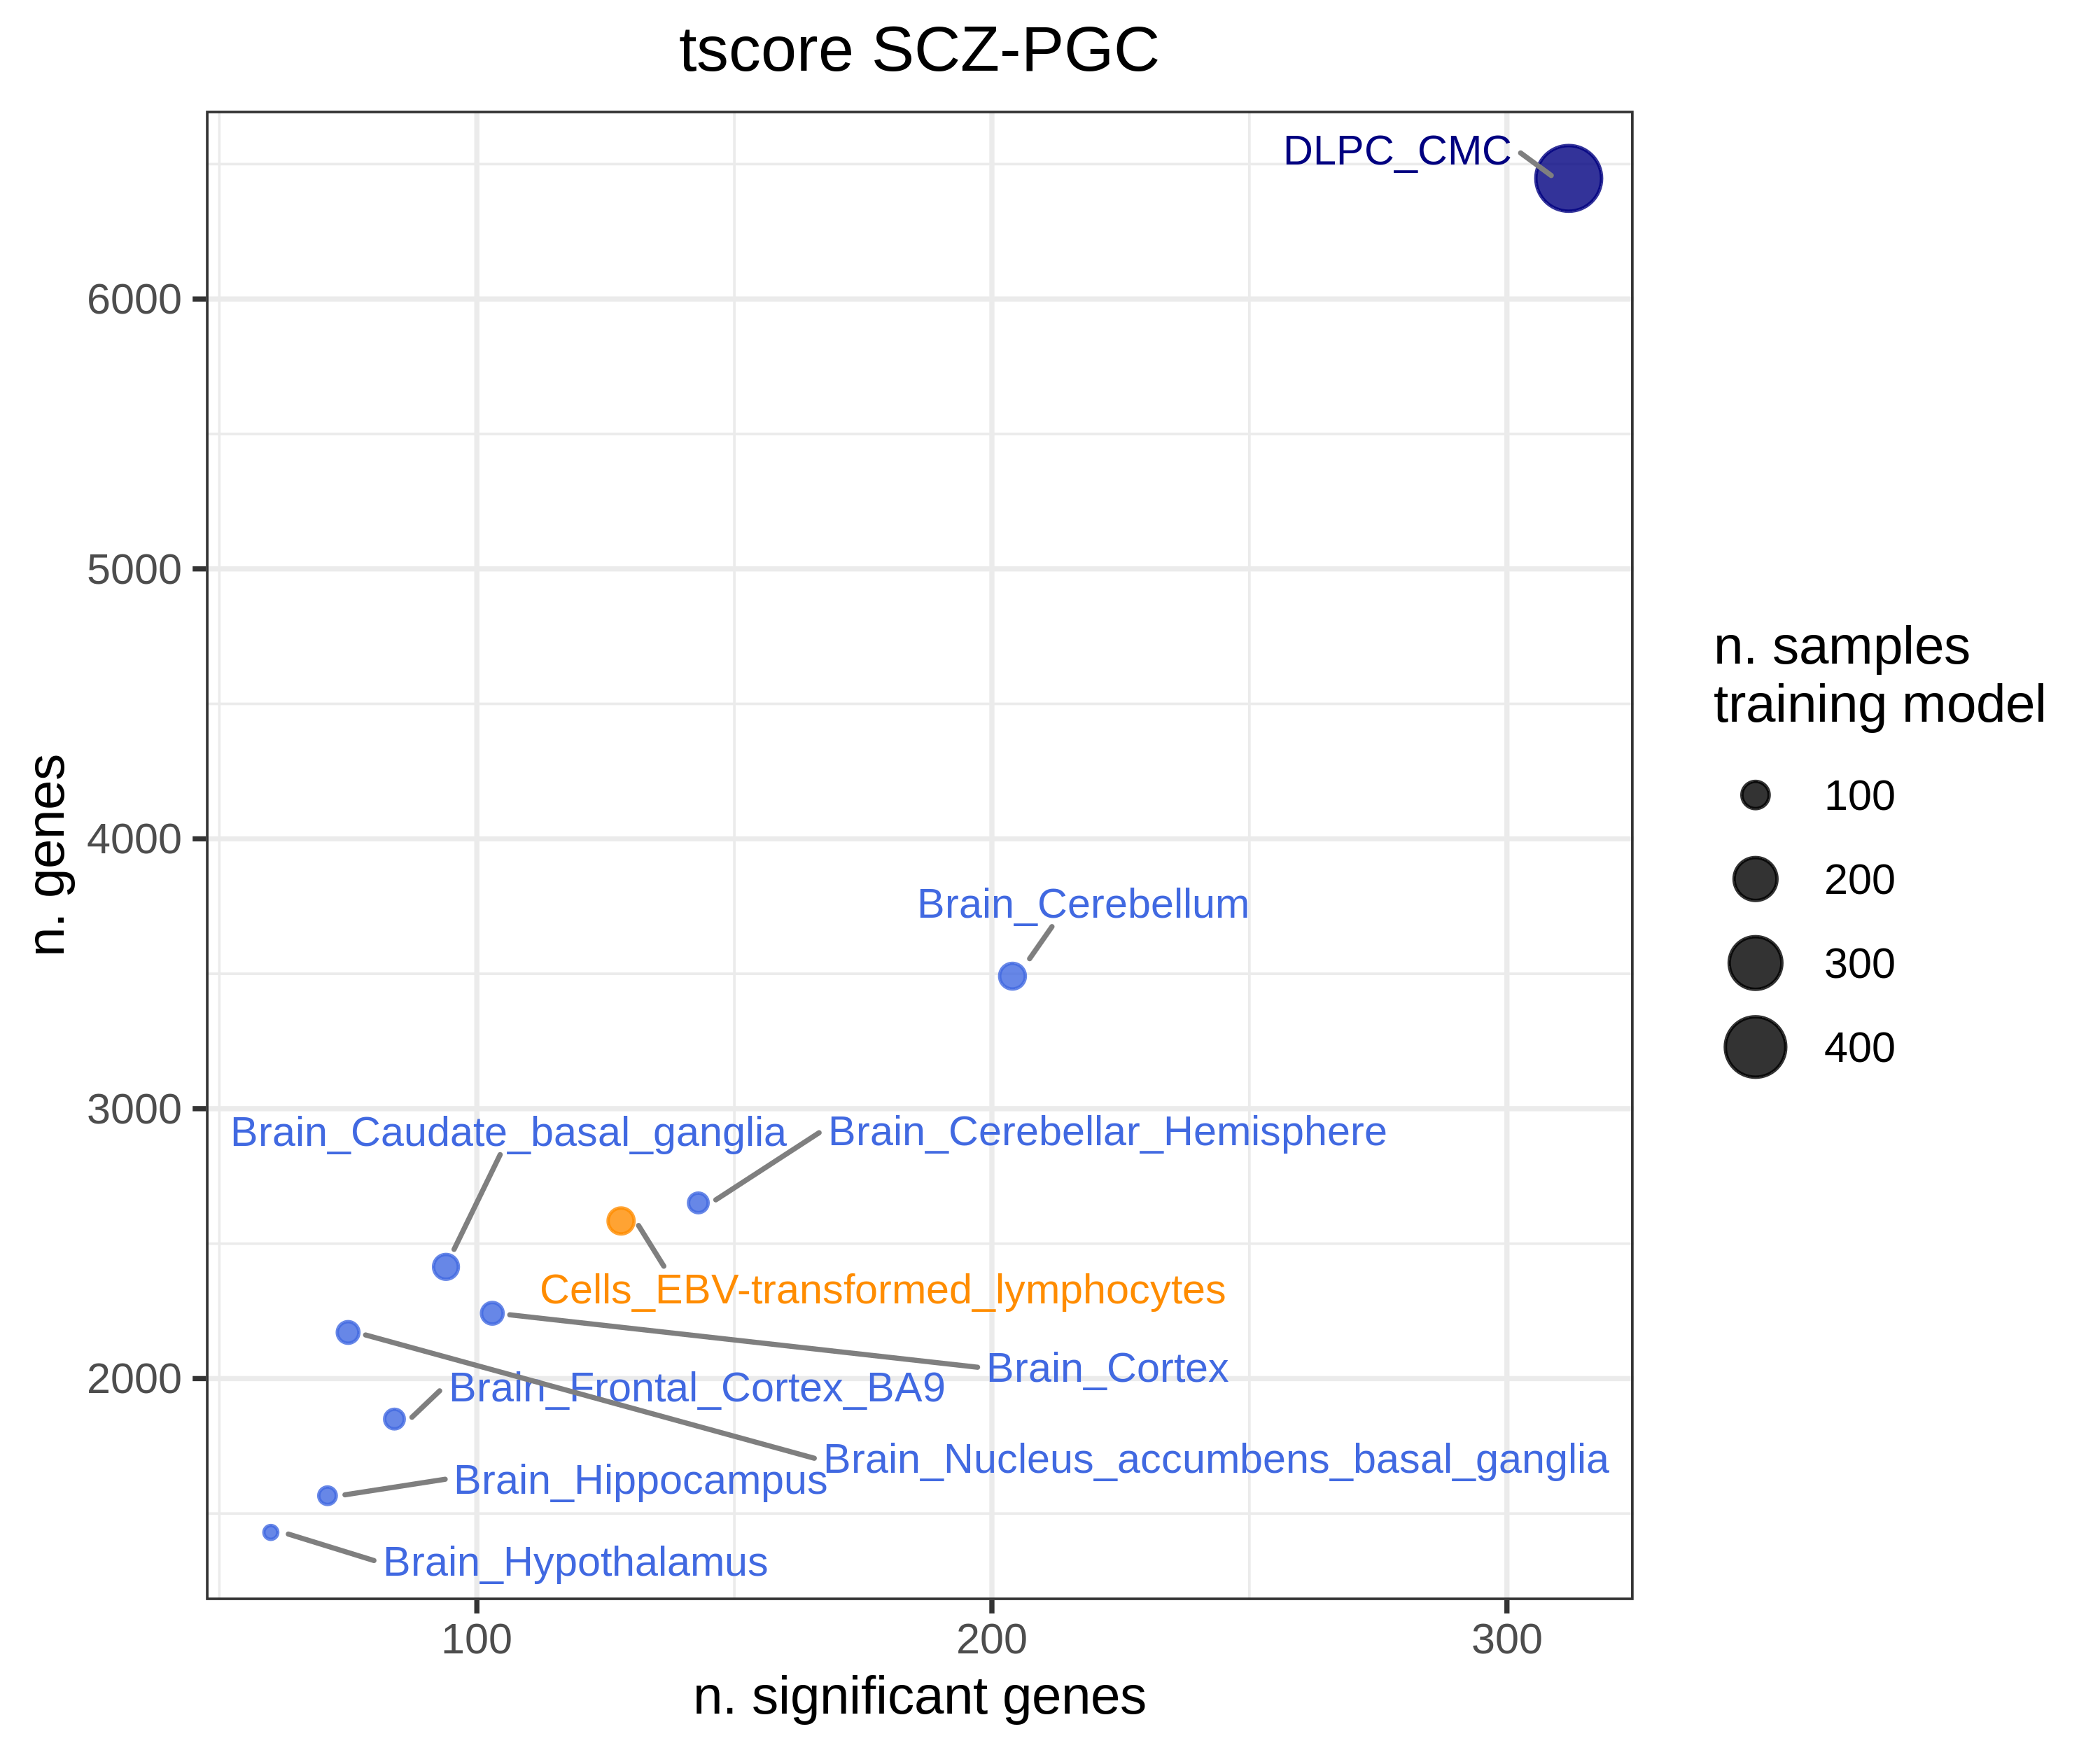 tscore SCZ-PGC
DLPC_CMC
6000
5000
4000
3000
2000
n. genes
Brain_Cerebellum
Brain_Caudate_basal_ganglia
Brain_Cerebellar_Hemisphere
Cells_EBV-transformed_lymphocytes
Brain_Cortex
Brain_Frontal_Cortex_BA9
Brain_Nucleus_accumbens_basal_ganglia
Brain_Hippocampus
Brain_Hypothalamus
100
200
300
n. significant genes
n. samples
training model
100
200
300
400